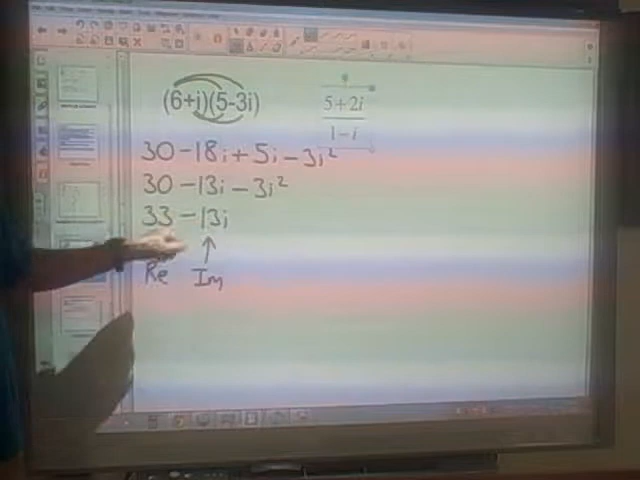 (6+i)(5-3i)
5+2i
1-i
30-18i+5i-3i²
30-13i-3i²
33-13i
↑
Re Im